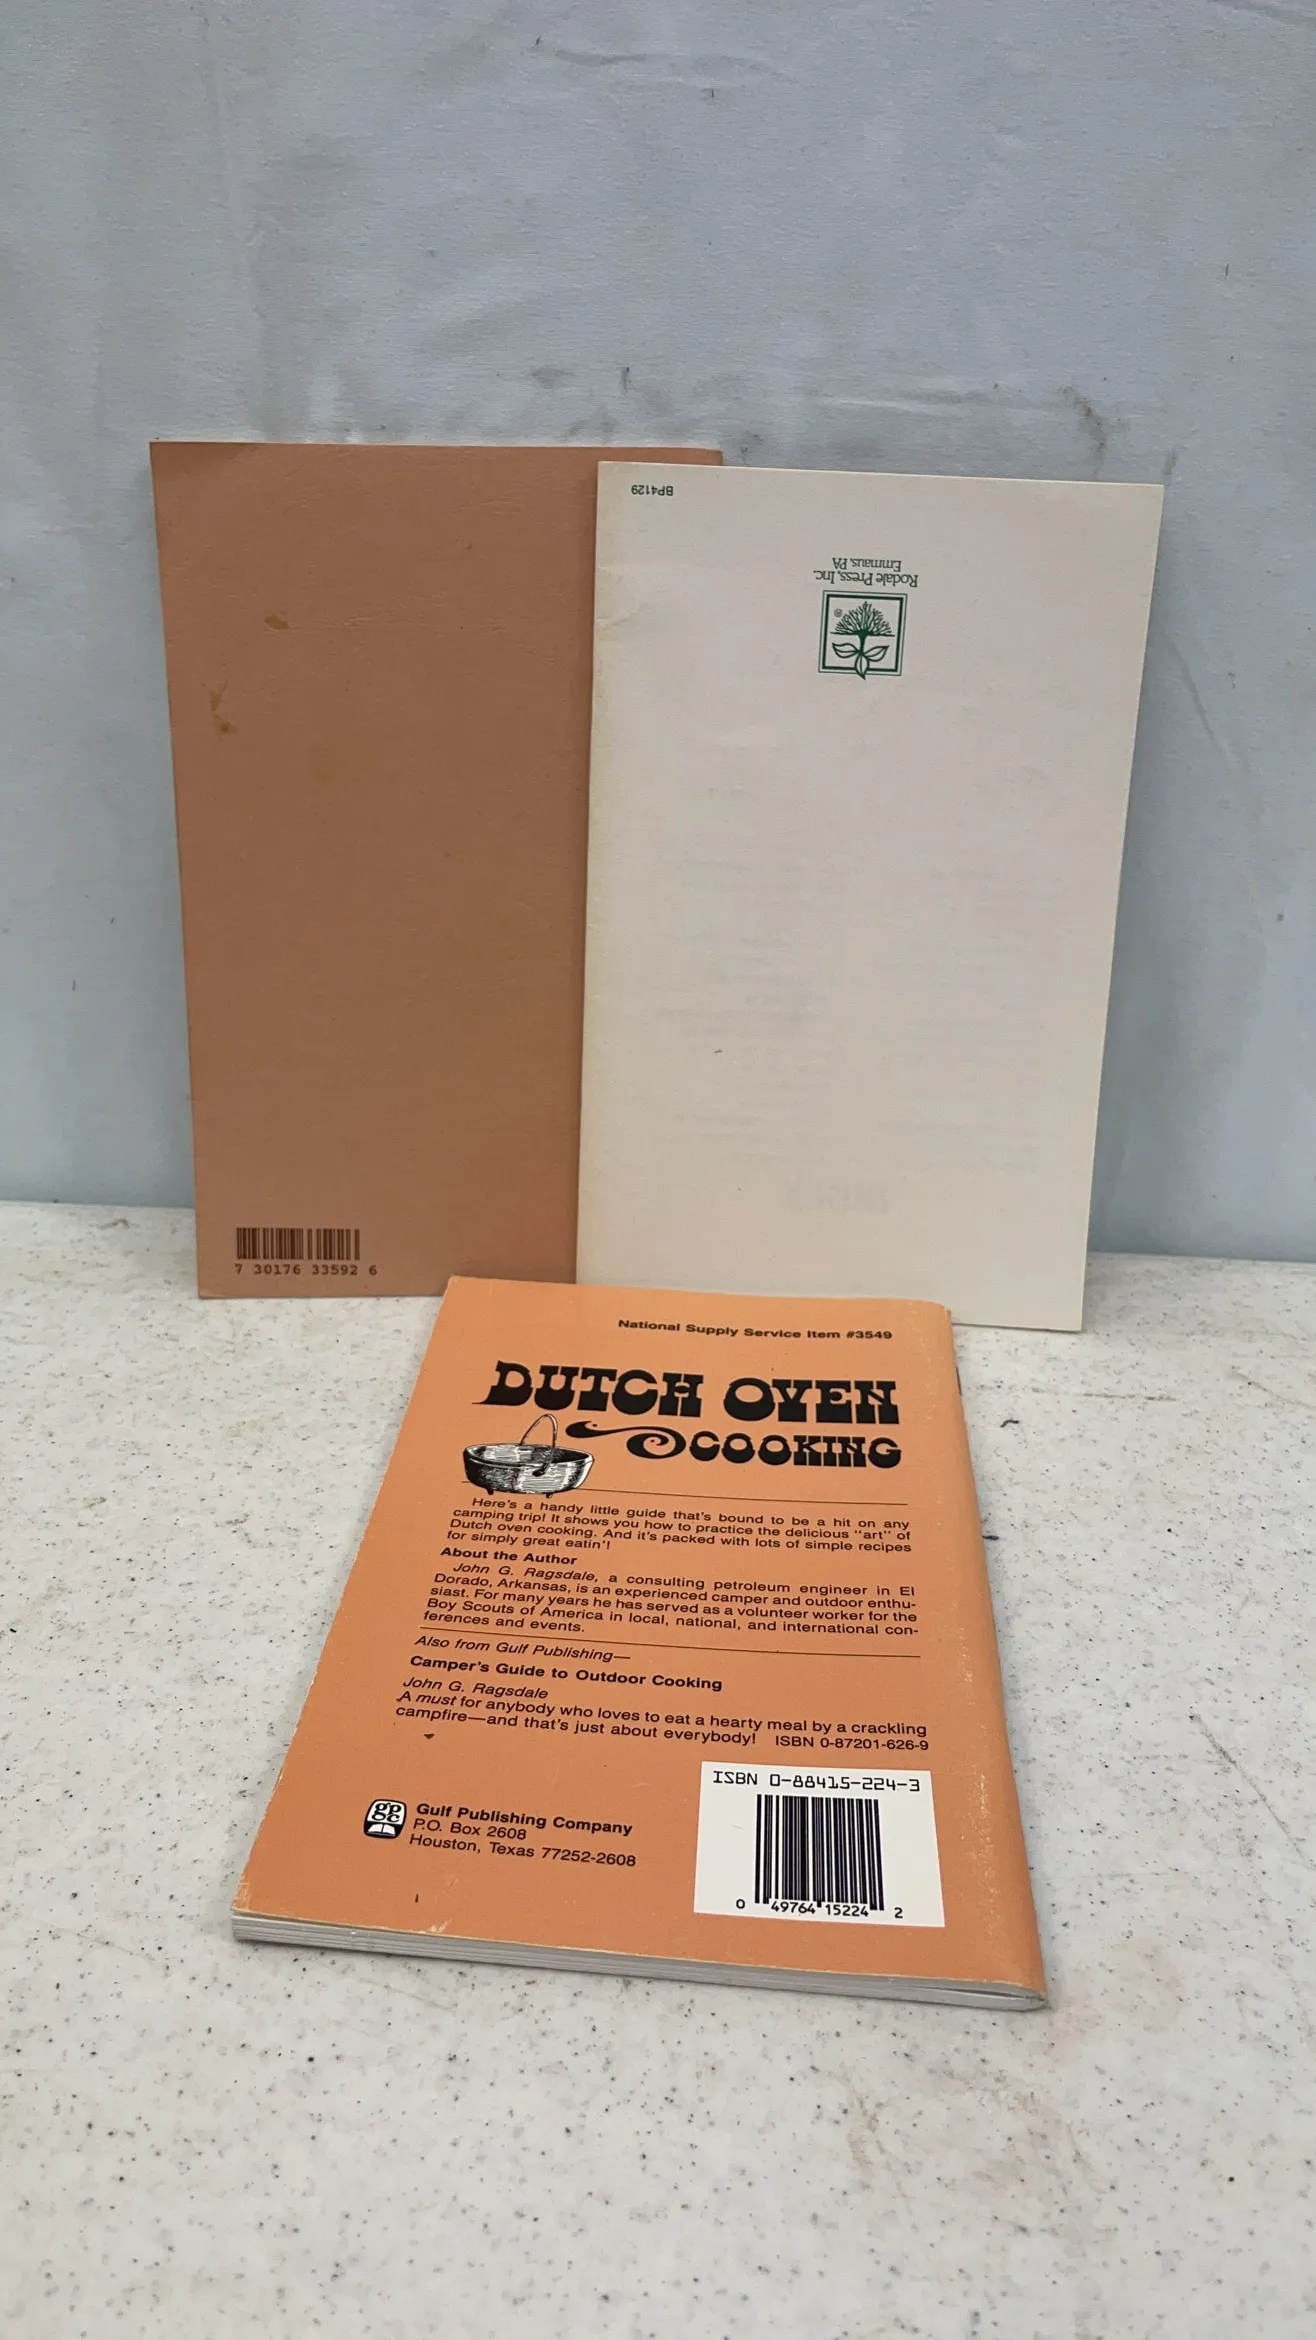 BP4129
Rodale Press, Inc.
Emmaus, PA
®
7 30176 33592 6
National Supply Service Item #3549
DUTCH OVEN
COOKING
Here's a handy little guide that's bound to be a hit on any
camping trip! It shows you how to practice the delicious "art" of
Dutch oven cooking. And it's packed with lots of simple recipes
for simply great eatin'!
About the Author
John G. Ragsdale, a consulting petroleum engineer in El
Dorado, Arkansas, is an experienced camper and outdoor enthu-
siast. For many years he has served as a volunteer worker for the
Boy Scouts of America in local, national, and international con-
ferences and events.
Also from Gulf Publishing—
Camper's Guide to Outdoor Cooking
John G. Ragsdale
A must for anybody who loves to eat a hearty meal by a crackling
campfire—and that's just about everybody! ISBN 0-87201-626-9
ISBN 0-88415-224-3
gpc
Gulf Publishing Company
P.O. Box 2608
Houston, Texas 77252-2608
0 49764 15224 2